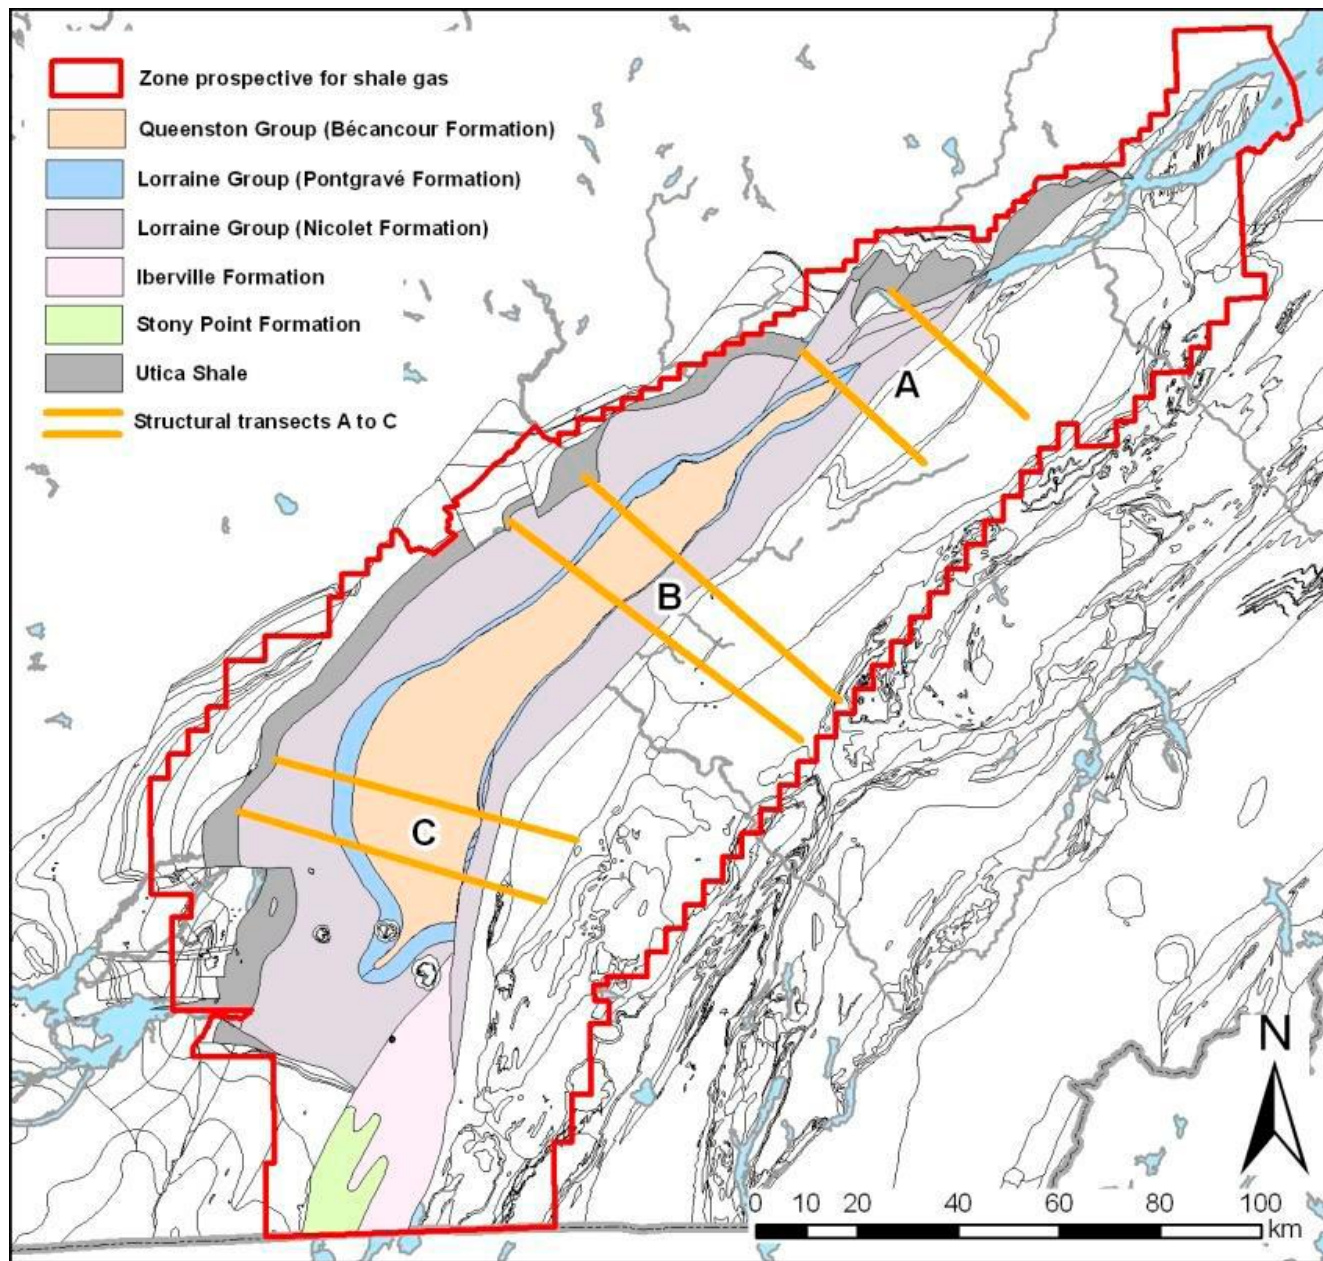 Zone prospective for shale gas
Queenston Group (Bécancour Formation)
Lorraine Group (Pontgravé Formation)
Lorraine Group (Nicolet Formation)
Iberville Formation
Stony Point Formation
Utica Shale
Structural transects A to C
A
B
C
N
0 10 20 40 60 80 100
km